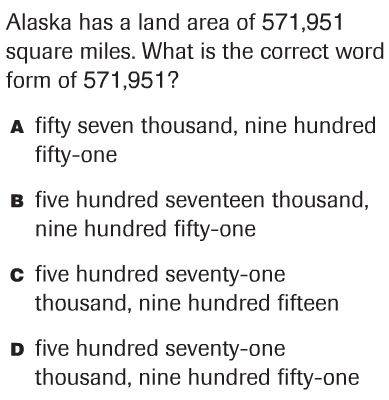 Alaska has a land area of 571,951
square miles. What is the correct word
form of 571,951?
A fifty seven thousand, nine hundred
fifty-one
B five hundred seventeen thousand,
nine hundred fifty-one
C five hundred seventy-one
thousand, nine hundred fifteen
D five hundred seventy-one
thousand, nine hundred fifty-one